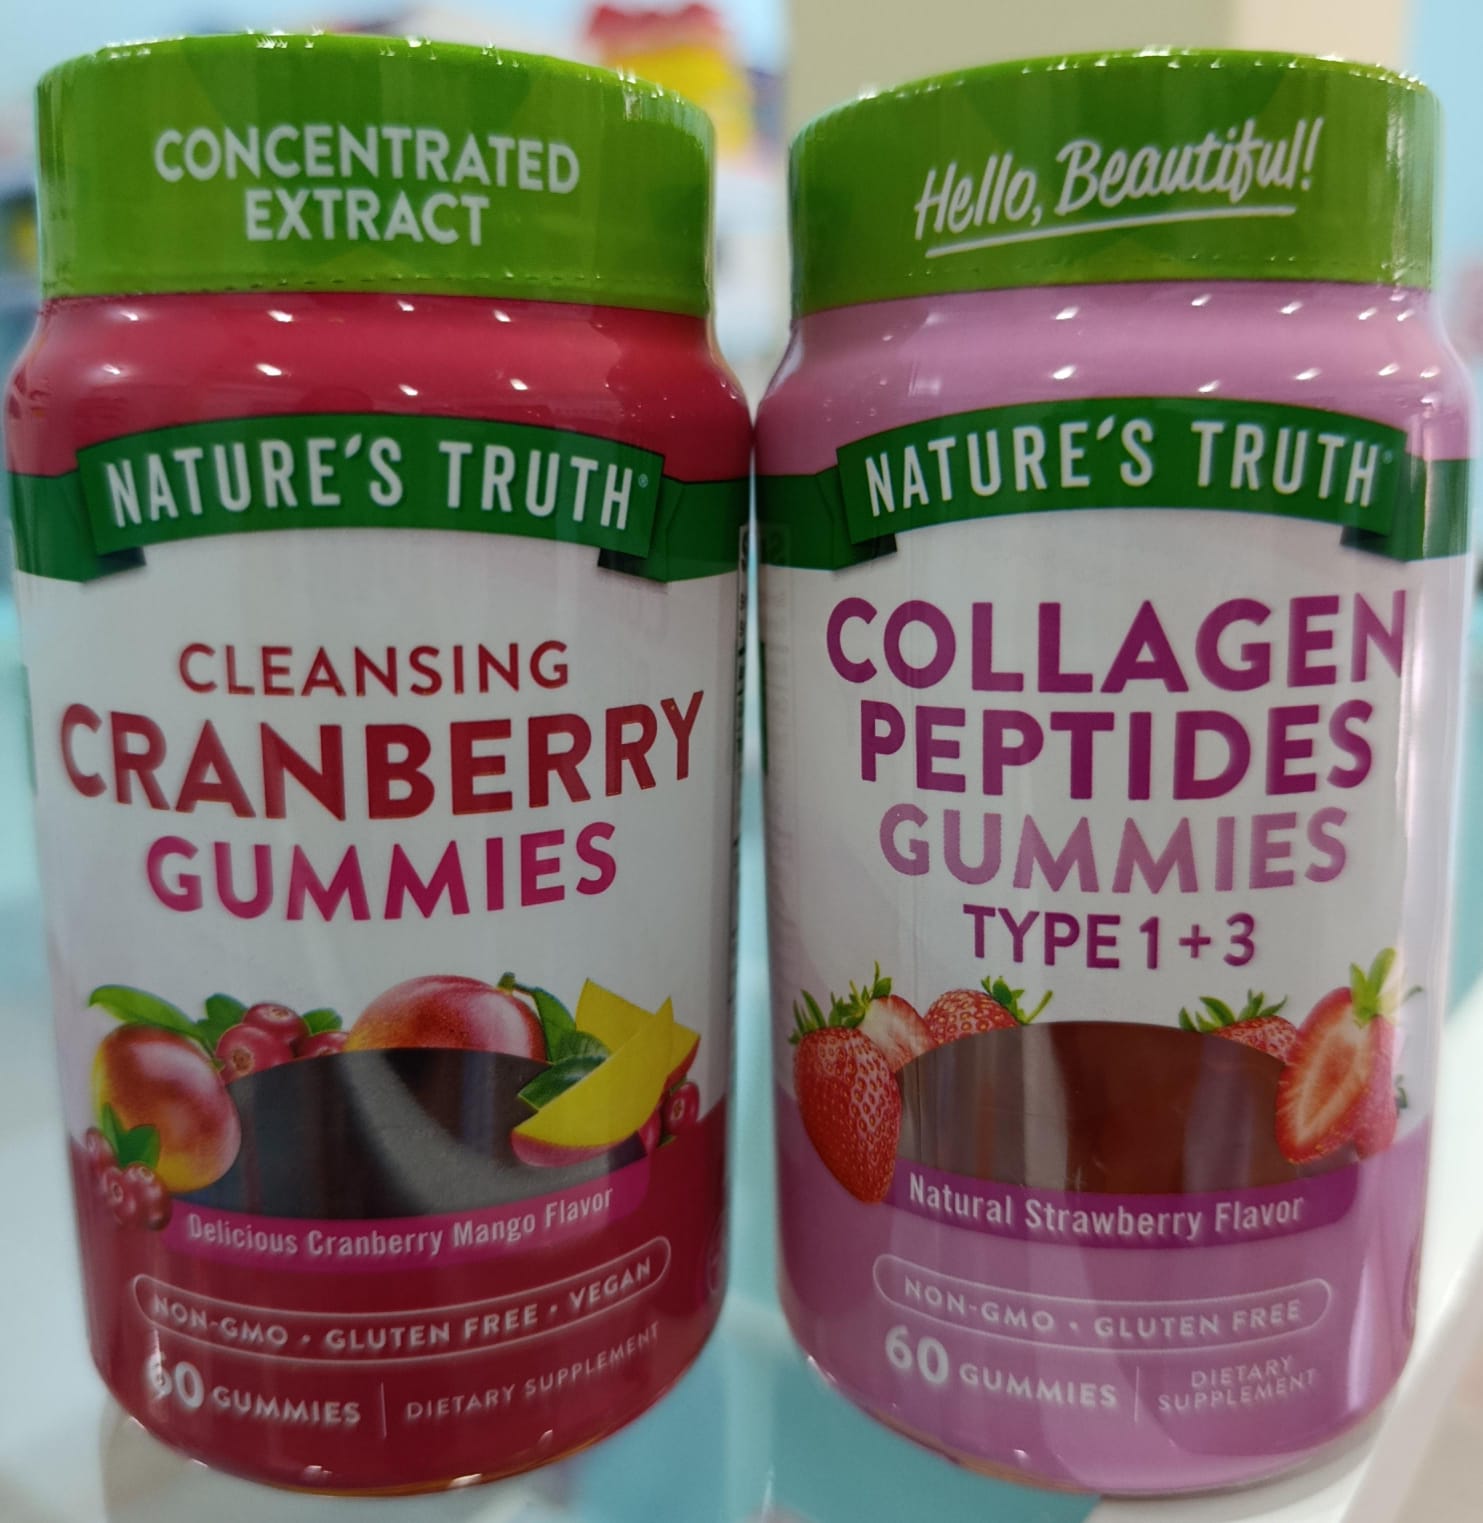 CONCENTRATED
EXTRACT
NATURE'S TRUTH®
CLEANSING
CRANBERRY
GUMMIES
Delicious Cranberry Mango Flavor
NON-GMO • GLUTEN FREE • VEGAN
60 GUMMIES | DIETARY SUPPLEMENT
Hello, Beautiful!
NATURE'S TRUTH®
COLLAGEN
PEPTIDES
GUMMIES
TYPE 1 + 3
Natural Strawberry Flavor
NON-GMO • GLUTEN FREE
60 GUMMIES | DIETARY
SUPPLEMENT